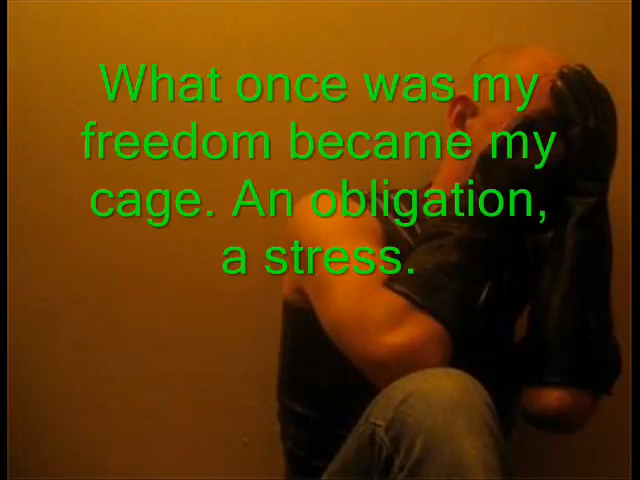 What once was my
freedom became my
cage. An obligation,
a stress.